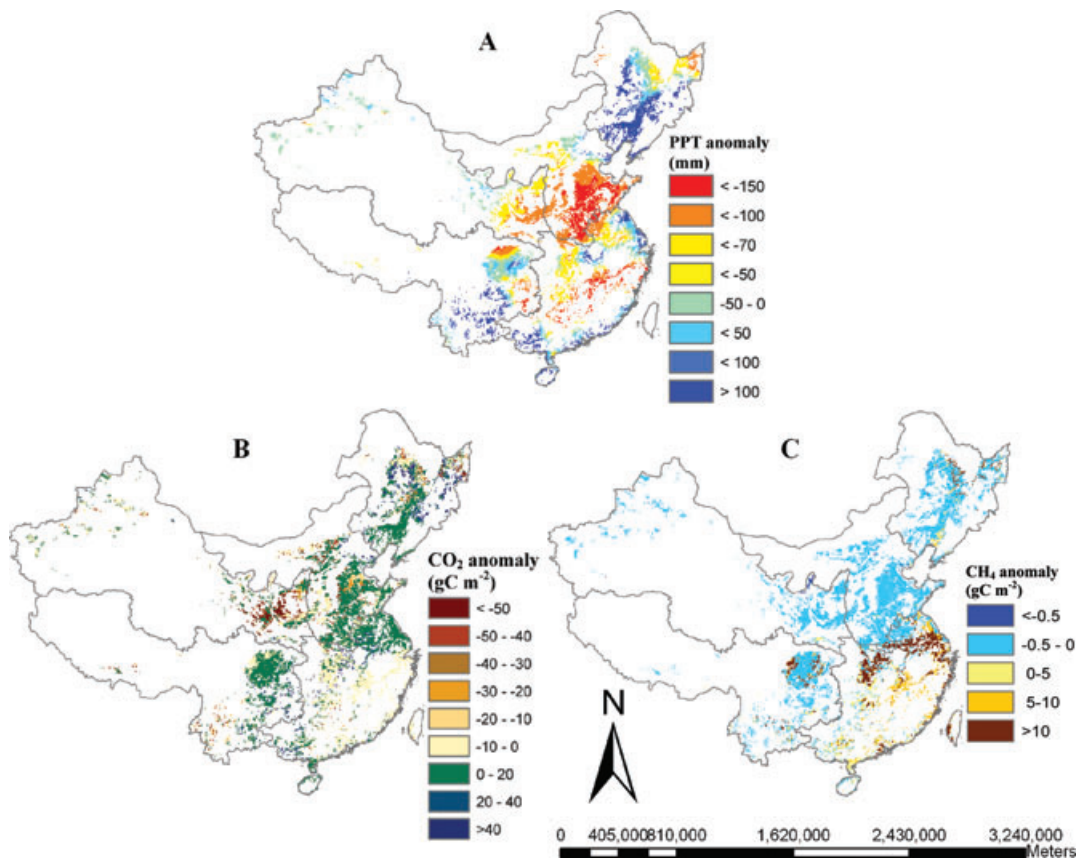 A
PPT anomaly
(mm)
< -150
< -100
< -70
< -50
-50 - 0
< 50
< 100
> 100
B
CO₂ anomaly
(gC m⁻²)
< -50
-50 - -40
-40 - -30
-30 - -20
-20 - -10
-10 - 0
0 - 20
20 - 40
>40
C
CH₄ anomaly
(gC m⁻²)
<-0.5
-0.5 - 0
0-5
5-10
>10
N
0 405,000810,000 1,620,000 2,430,000 3,240,000
Meters